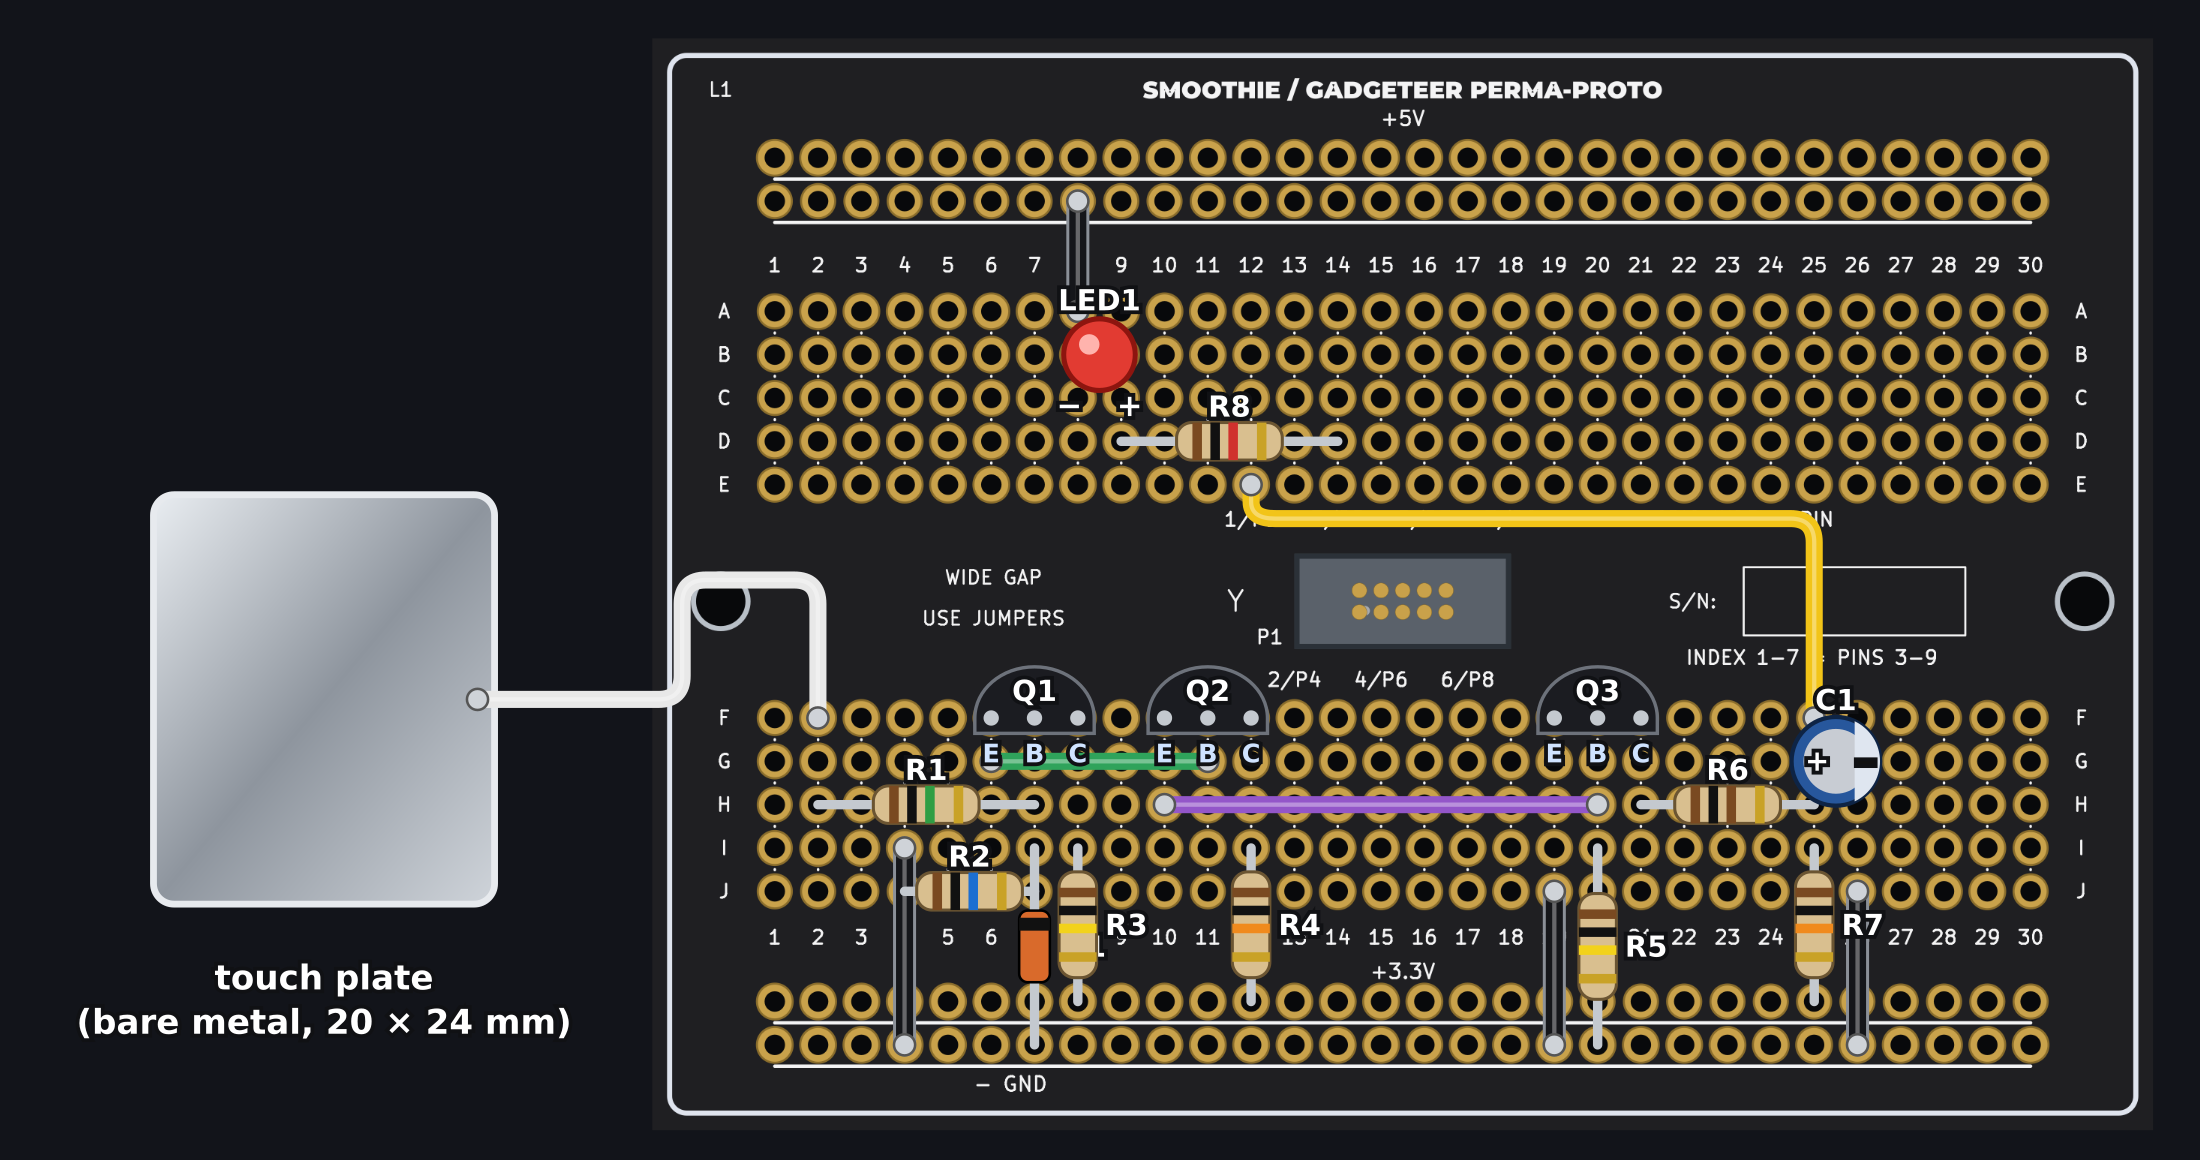 L1
SMOOTHIE / GADGETEER PERMA-PROTO
+5V
1 2 3 4 5 6 7 9 10 11 12 13 14 15 16 17 18 19 20 21 22 23 24 25 26 27 28 29 30
LED1
A A
B B
C C
− +
R8
D D
E E
WIDE GAP
USE JUMPERS
Y
P1
S/N:
INDEX 1-7 = PINS 3-9
2/P4 4/P6 6/P8
Q1 Q2 Q3 C1
F F
E B C E B C E B C
G G
+ −
R1 R6
H H
I I
R2
J J
R3 R4 R5 R7
1 2 3 5 6 9 10 11 13 14 15 16 17 18 21 22 23 24 27 28 29 30
+3.3V
− GND
touch plate
(bare metal, 20 × 24 mm)